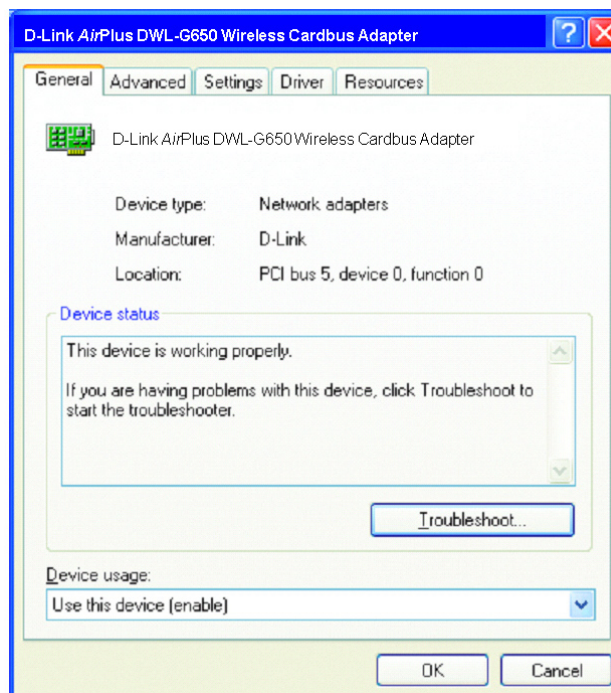 D-Link AirPlus DWL-G650 Wireless Cardbus Adapter
General Advanced Settings Driver Resources
D-Link AirPlus DWL-G650 Wireless Cardbus Adapter
Device type: Network adapters
Manufacturer: D-Link
Location: PCI bus 5, device 0, function 0
Device status
This device is working properly.
If you are having problems with this device, click Troubleshoot to
start the troubleshooter.
Troubleshoot...
Device usage:
Use this device (enable)
OK Cancel